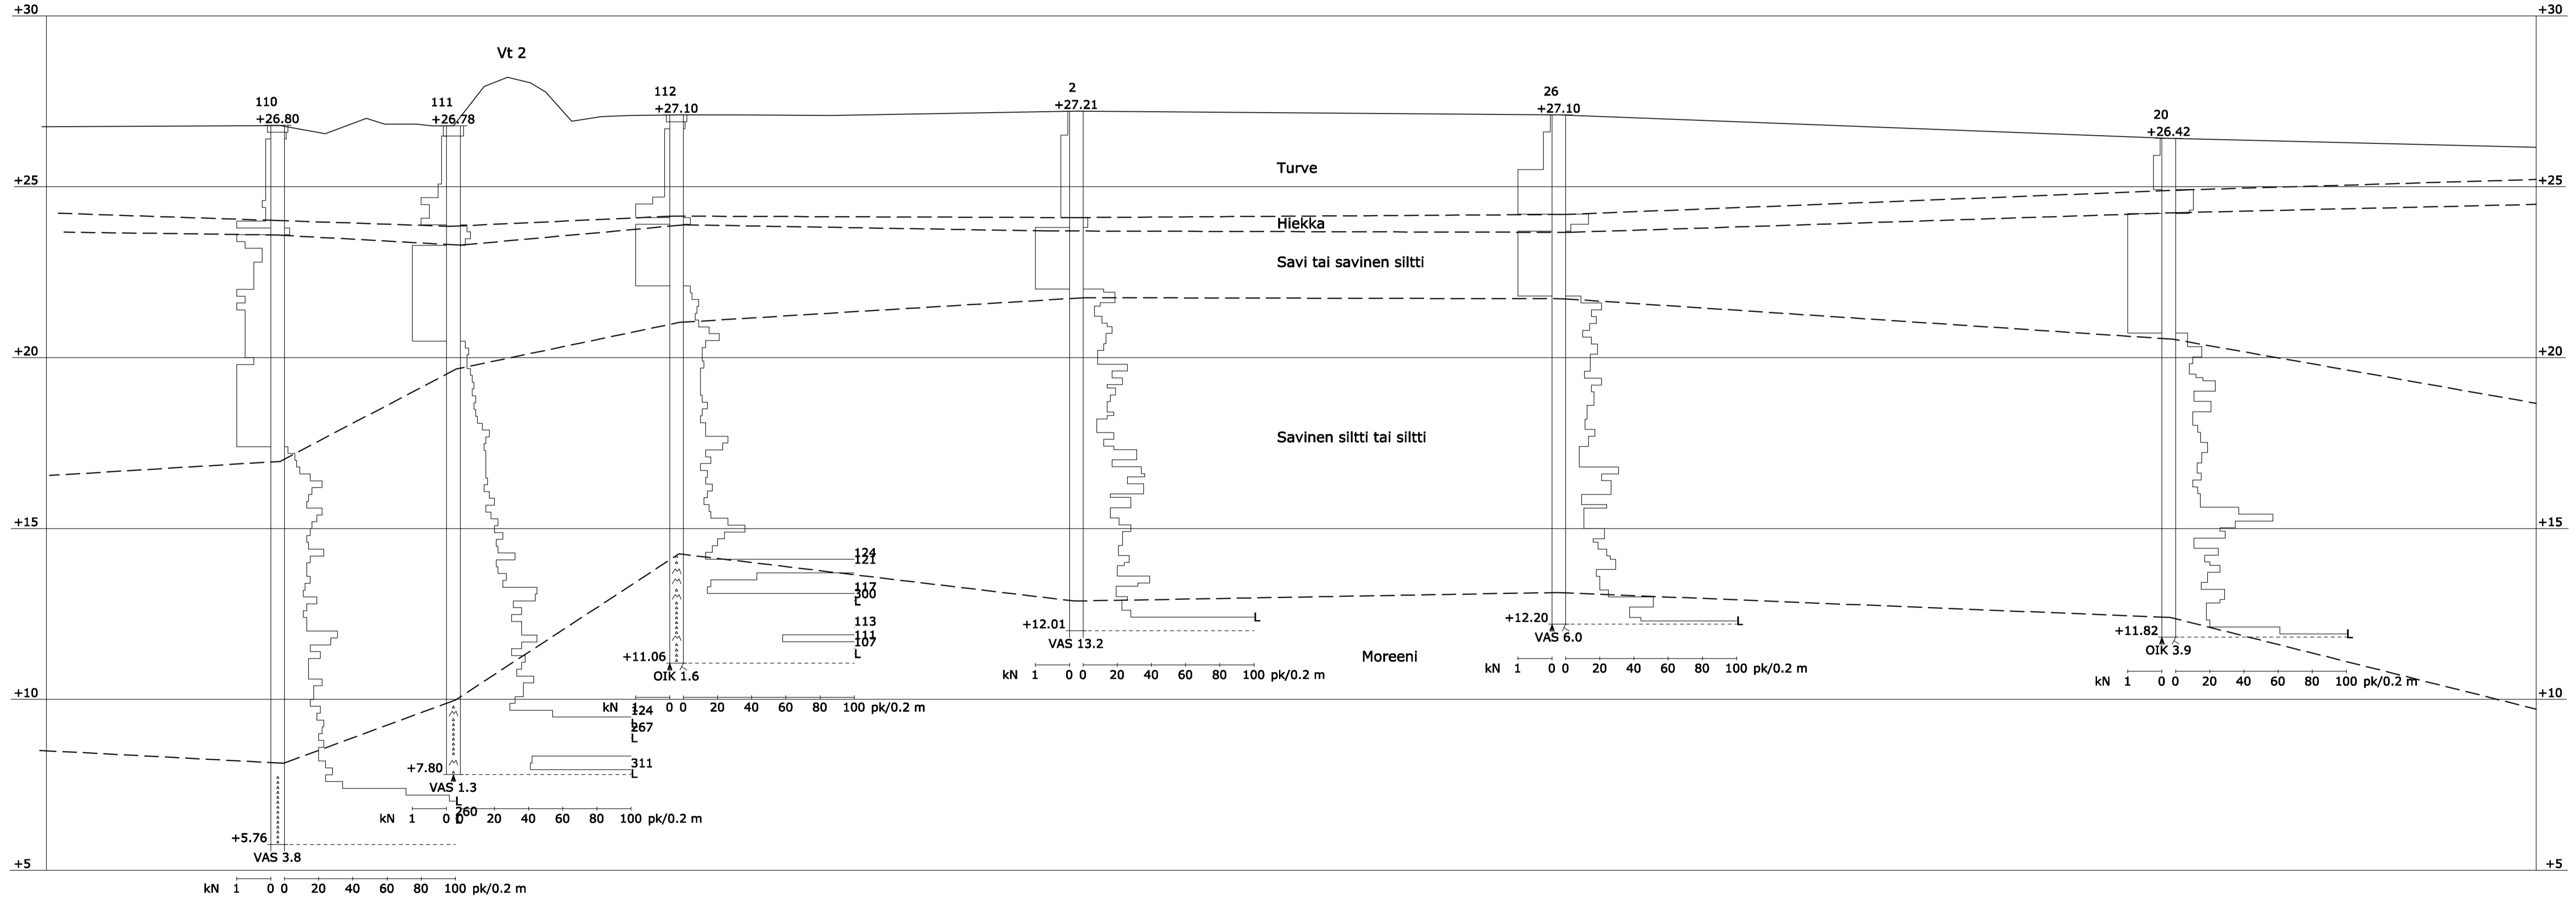 +30 +30
Vt 2
110 111 112 2 26 20
+26.80 +26.78 +27.10 +27.21 +27.10 +26.42
Turve
+25 +25
Hiekka
Savi tai savinen siltti
+20 +20
Savinen siltti tai siltti
+15 +15
124
121
117
300
L
113
111
107
L
+11.06
OIK 1.6
kN 1 0 0 20 40 60 80 100 pk/0.2 m
L
+12.01
VAS 13.2
kN 1 0 0 20 40 60 80 100 pk/0.2 m
Moreeni
L
+12.20
VAS 6.0
kN 1 0 0 20 40 60 80 100 pk/0.2 m
L
+11.82
OIK 3.9
kN 1 0 0 20 40 60 80 100 pk/0.2 m
+10 +10
124
L
267
L
311
L
+7.80
VAS 1.3
kN 1 0 0 20 40 60 80 100 pk/0.2 m
L
260
L
+5.76
VAS 3.8
+5 +5
kN 1 0 0 20 40 60 80 100 pk/0.2 m